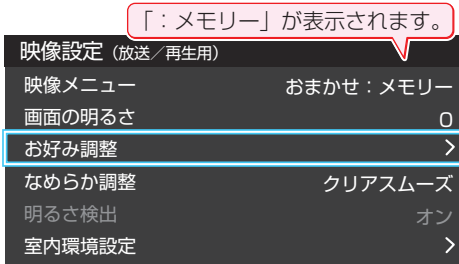 「：メモリー」が表示されます。
映像設定（放送／再生用）
映像メニュー おまかせ：メモリー
画面の明るさ 0
お好み調整 >
なめらか調整 クリアスムーズ
明るさ検出 オン
室内環境設定 >